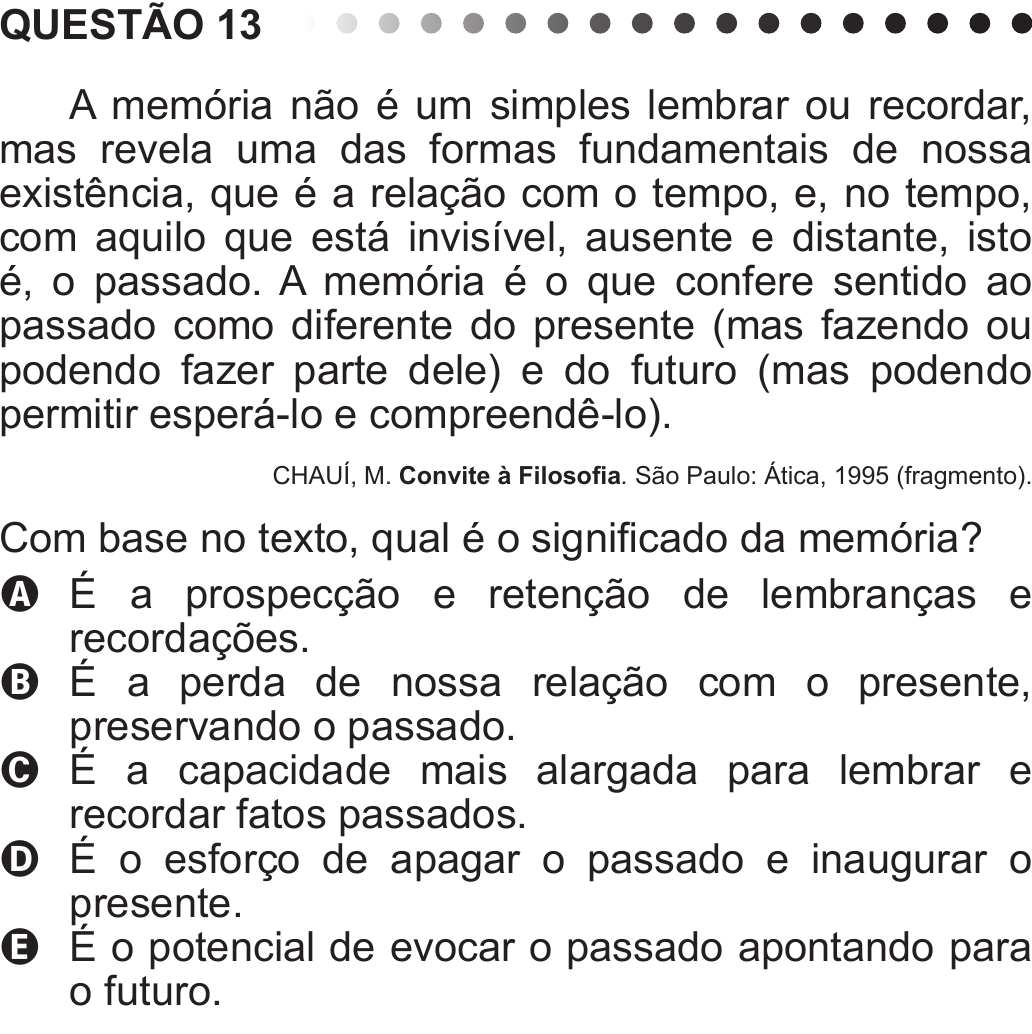 QUESTÃO 13
A memória não é um simples lembrar ou recordar,
mas revela uma das formas fundamentais de nossa
existência, que é a relação com o tempo, e, no tempo,
com aquilo que está invisível, ausente e distante, isto
é, o passado. A memória é o que confere sentido ao
passado como diferente do presente (mas fazendo ou
podendo fazer parte dele) e do futuro (mas podendo
permitir esperá-lo e compreendê-lo).
CHAUÍ, M. Convite à Filosofia. São Paulo: Ática, 1995 (fragmento).
Com base no texto, qual é o significado da memória?
A É a prospecção e retenção de lembranças e
recordações.
B É a perda de nossa relação com o presente,
preservando o passado.
C É a capacidade mais alargada para lembrar e
recordar fatos passados.
D É o esforço de apagar o passado e inaugurar o
presente.
E É o potencial de evocar o passado apontando para
o futuro.